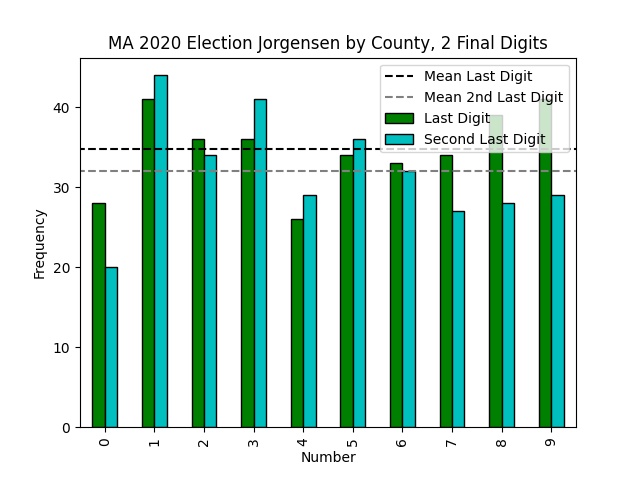 MA 2020 Election Jorgensen by County, 2 Final Digits
Mean Last Digit
Mean 2nd Last Digit
Last Digit
Second Last Digit
Frequency
40
30
20
10
0
0 1 2 3 4 5 6 7 8 9
Number